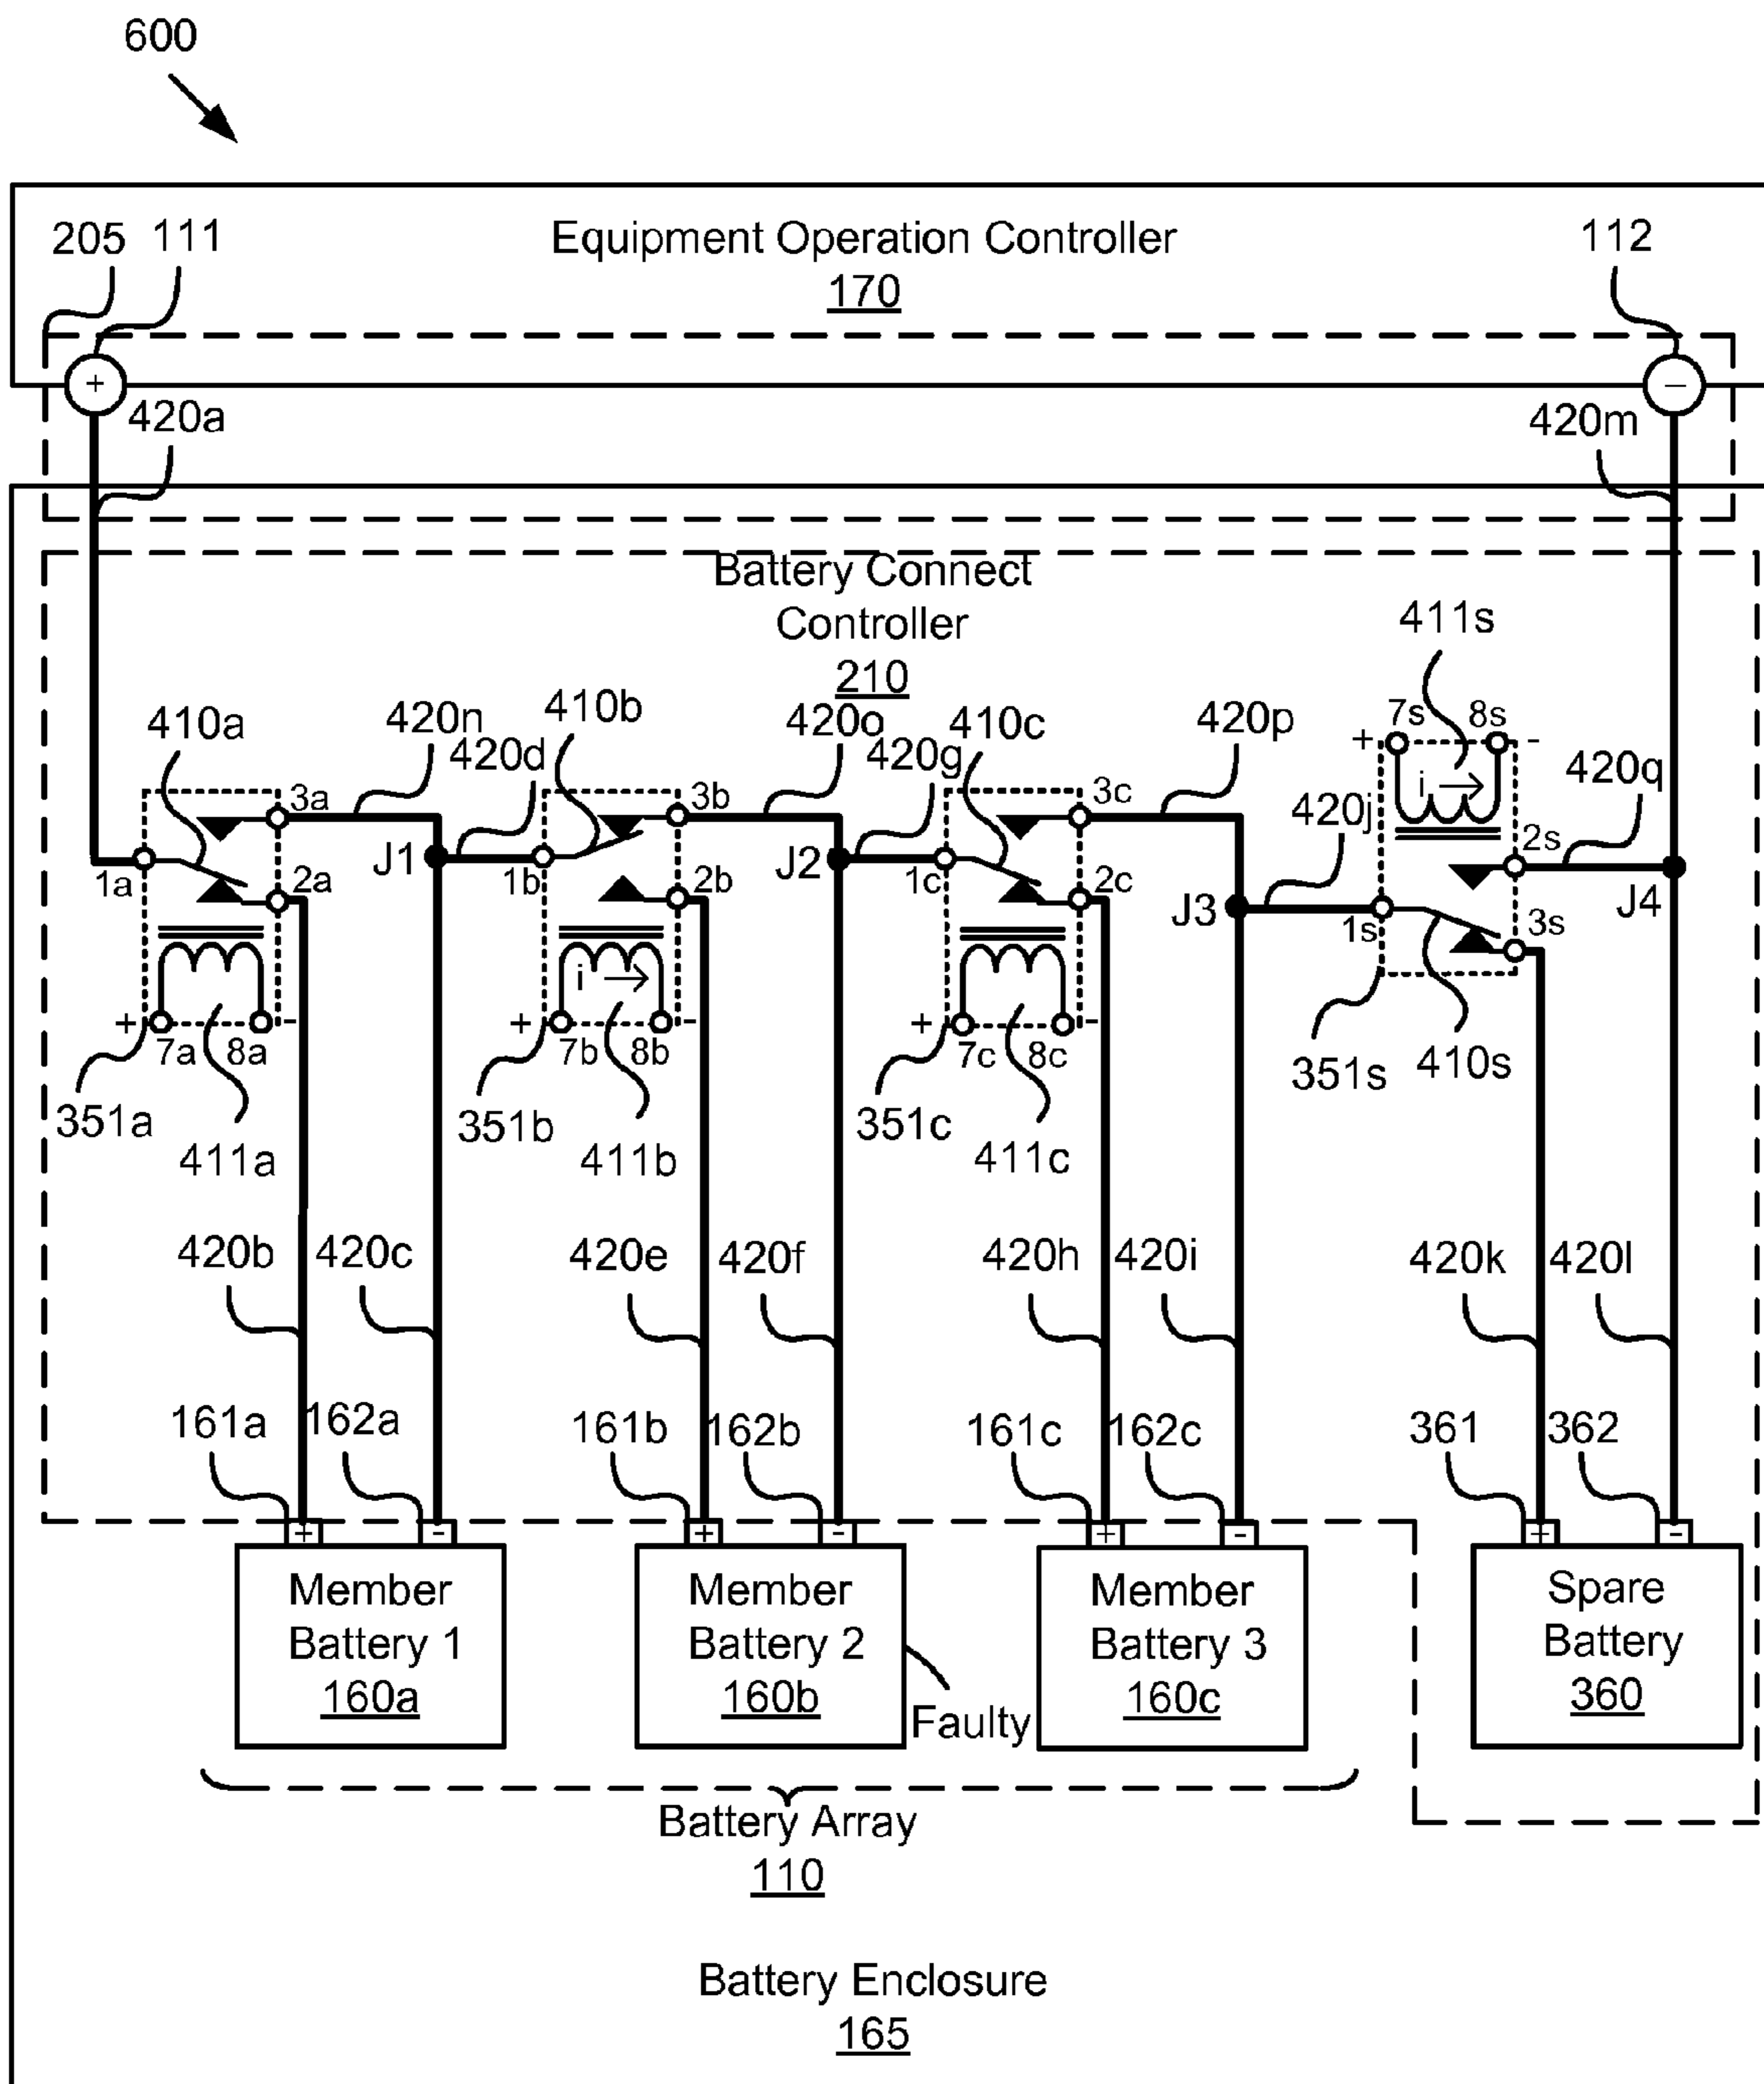 600
205
111
Equipment Operation Controller
170
112
+
−
420a
420m
Battery Connect
Controller
210
411s
7s
8s
+
-
i
410a
420n
420d
410b
420o
420g
410c
420p
420j
420q
3a
3b
3c
2s
1a
2a
J1
1b
2b
J2
1c
2c
J3
1s
3s
J4
i
+
7a
8a
-
+
7b
8b
-
+
7c
8c
-
351a
411a
351b
411b
351c
411c
351s
410s
420b
420c
420e
420f
420h
420i
420k
420l
161a
162a
161b
162b
161c
162c
361
362
+
-
+
-
+
-
+
-
Member
Battery 1
160a
Member
Battery 2
160b
Faulty
Member
Battery 3
160c
Spare
Battery
360
Battery Array
110
Battery Enclosure
165